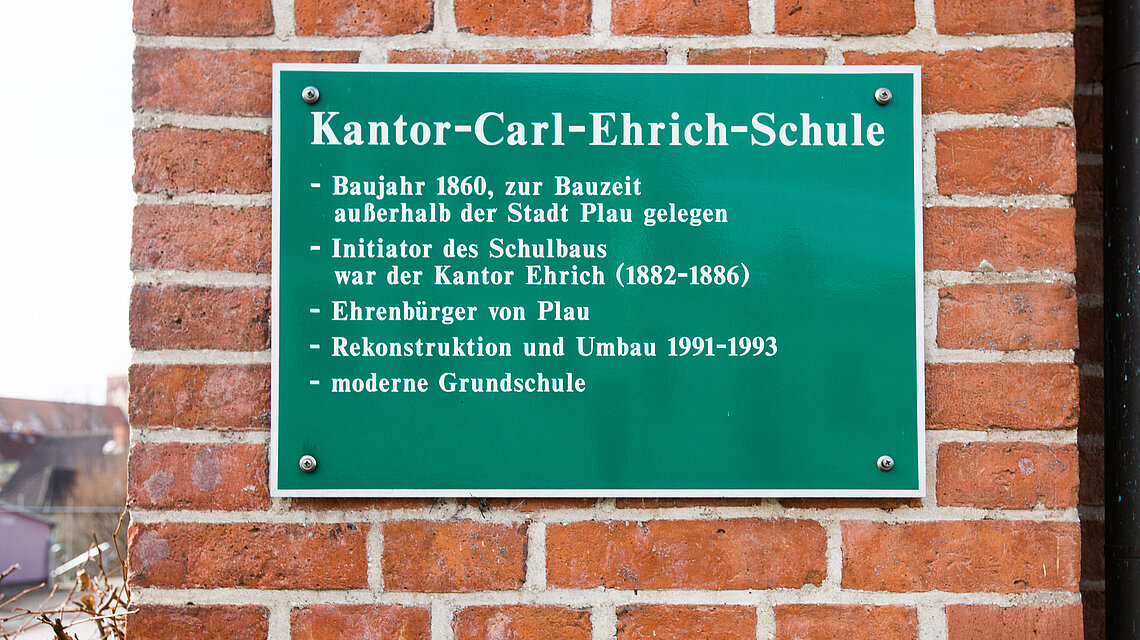 Kantor-Carl-Ehrich-Schule
- Baujahr 1860, zur Bauzeit
außerhalb der Stadt Plau gelegen
- Initiator des Schulbaus
war der Kantor Ehrich (1882-1886)
- Ehrenbürger von Plau
- Rekonstruktion und Umbau 1991-1993
- moderne Grundschule